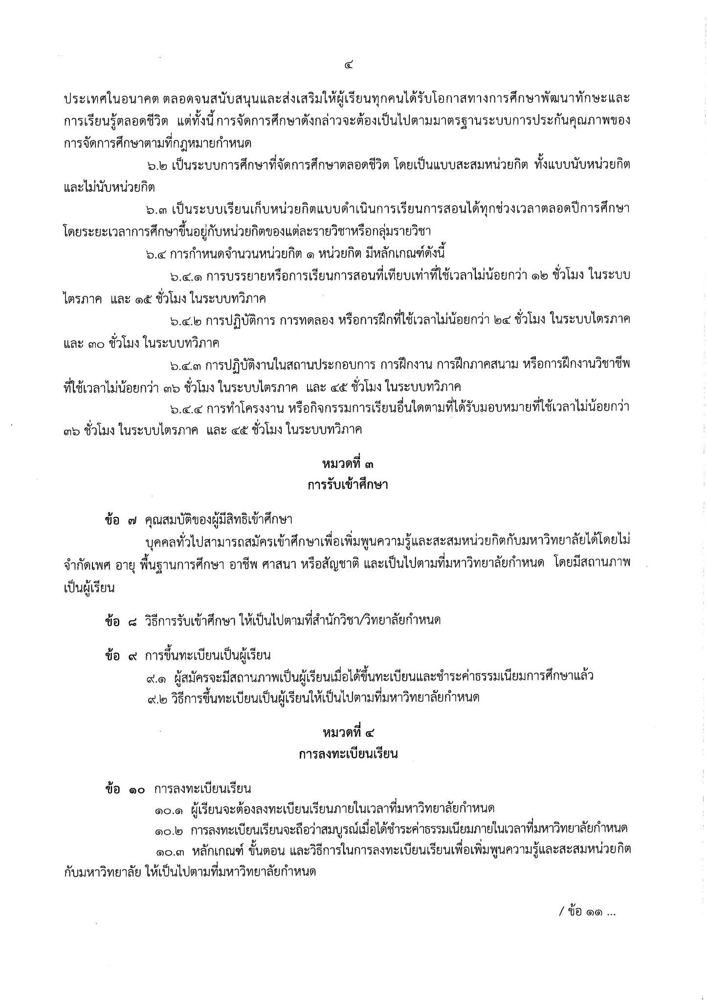 ๔
ประเทศในอนาคต ตลอดจนสนับสนุนและส่งเสริมให้ผู้เรียนทุกคนได้รับโอกาสทางการศึกษาพัฒนาทักษะและ
การเรียนรู้ตลอดชีวิต แต่ทั้งนี้ การจัดการศึกษาดังกล่าวจะต้องเป็นไปตามมาตรฐานระบบการประกันคุณภาพของ
การจัดการศึกษาตามที่กฎหมายกำหนด
๖.๒ เป็นระบบการศึกษาที่จัดการศึกษาตลอดชีวิต โดยเป็นแบบสะสมหน่วยกิต ทั้งแบบนับหน่วยกิต
และไม่นับหน่วยกิต
๖.๓ เป็นระบบเรียนเก็บหน่วยกิตแบบดำเนินการเรียนการสอนได้ทุกช่วงเวลาตลอดปีการศึกษา
โดยระยะเวลาการศึกษาขึ้นอยู่กับหน่วยกิตของแต่ละรายวิชาหรือกลุ่มรายวิชา
๖.๔ การกำหนดจำนวนหน่วยกิต ๑ หน่วยกิต มีหลักเกณฑ์ดังนี้
๖.๔.๑ การบรรยายหรือการเรียนการสอนที่เทียบเท่าที่ใช้เวลาไม่น้อยกว่า ๑๒ ชั่วโมง ในระบบ
ไตรภาค และ ๑๕ ชั่วโมง ในระบบทวิภาค
๖.๔.๒ การปฏิบัติการ การทดลอง หรือการฝึกที่ใช้เวลาไม่น้อยกว่า ๒๔ ชั่วโมง ในระบบไตรภาค
และ ๓๐ ชั่วโมง ในระบบทวิภาค
๖.๔.๓ การปฏิบัติงานในสถานประกอบการ การฝึกงาน การฝึกภาคสนาม หรือการฝึกงานวิชาชีพ
ที่ใช้เวลาไม่น้อยกว่า ๓๖ ชั่วโมง ในระบบไตรภาค และ ๔๕ ชั่วโมง ในระบบทวิภาค
๖.๔.๔ การทำโครงงาน หรือกิจกรรมการเรียนอื่นใดตามที่ได้รับมอบหมายที่ใช้เวลาไม่น้อยกว่า
๓๖ ชั่วโมง ในระบบไตรภาค และ ๔๕ ชั่วโมง ในระบบทวิภาค
หมวดที่ ๓
การรับเข้าศึกษา
ข้อ ๗ คุณสมบัติของผู้มีสิทธิเข้าศึกษา
บุคคลทั่วไปสามารถสมัครเข้าศึกษาเพื่อเพิ่มพูนความรู้และสะสมหน่วยกิตกับมหาวิทยาลัยได้โดยไม่
จำกัดเพศ อายุ พื้นฐานการศึกษา อาชีพ ศาสนา หรือสัญชาติ และเป็นไปตามที่มหาวิทยาลัยกำหนด โดยมีสถานภาพ
เป็นผู้เรียน
ข้อ ๘ วิธีการรับเข้าศึกษา ให้เป็นไปตามที่สำนักวิชา/วิทยาลัยกำหนด
ข้อ ๙ การขึ้นทะเบียนเป็นผู้เรียน
๙.๑ ผู้สมัครจะมีสถานภาพเป็นผู้เรียนเมื่อได้ขึ้นทะเบียนและชำระค่าธรรมเนียมการศึกษาแล้ว
๙.๒ วิธีการขึ้นทะเบียนเป็นผู้เรียนให้เป็นไปตามที่มหาวิทยาลัยกำหนด
หมวดที่ ๔
การลงทะเบียนเรียน
ข้อ ๑๐ การลงทะเบียนเรียน
๑๐.๑ ผู้เรียนจะต้องลงทะเบียนเรียนภายในเวลาที่มหาวิทยาลัยกำหนด
๑๐.๒ การลงทะเบียนเรียนจะถือว่าสมบูรณ์เมื่อได้ชำระค่าธรรมเนียมภายในเวลาที่มหาวิทยาลัยกำหนด
๑๐.๓ หลักเกณฑ์ ขั้นตอน และวิธีการในการลงทะเบียนเรียนเพื่อเพิ่มพูนความรู้และสะสมหน่วยกิต
กับมหาวิทยาลัย ให้เป็นไปตามที่มหาวิทยาลัยกำหนด
/ ข้อ ๑๑ ...